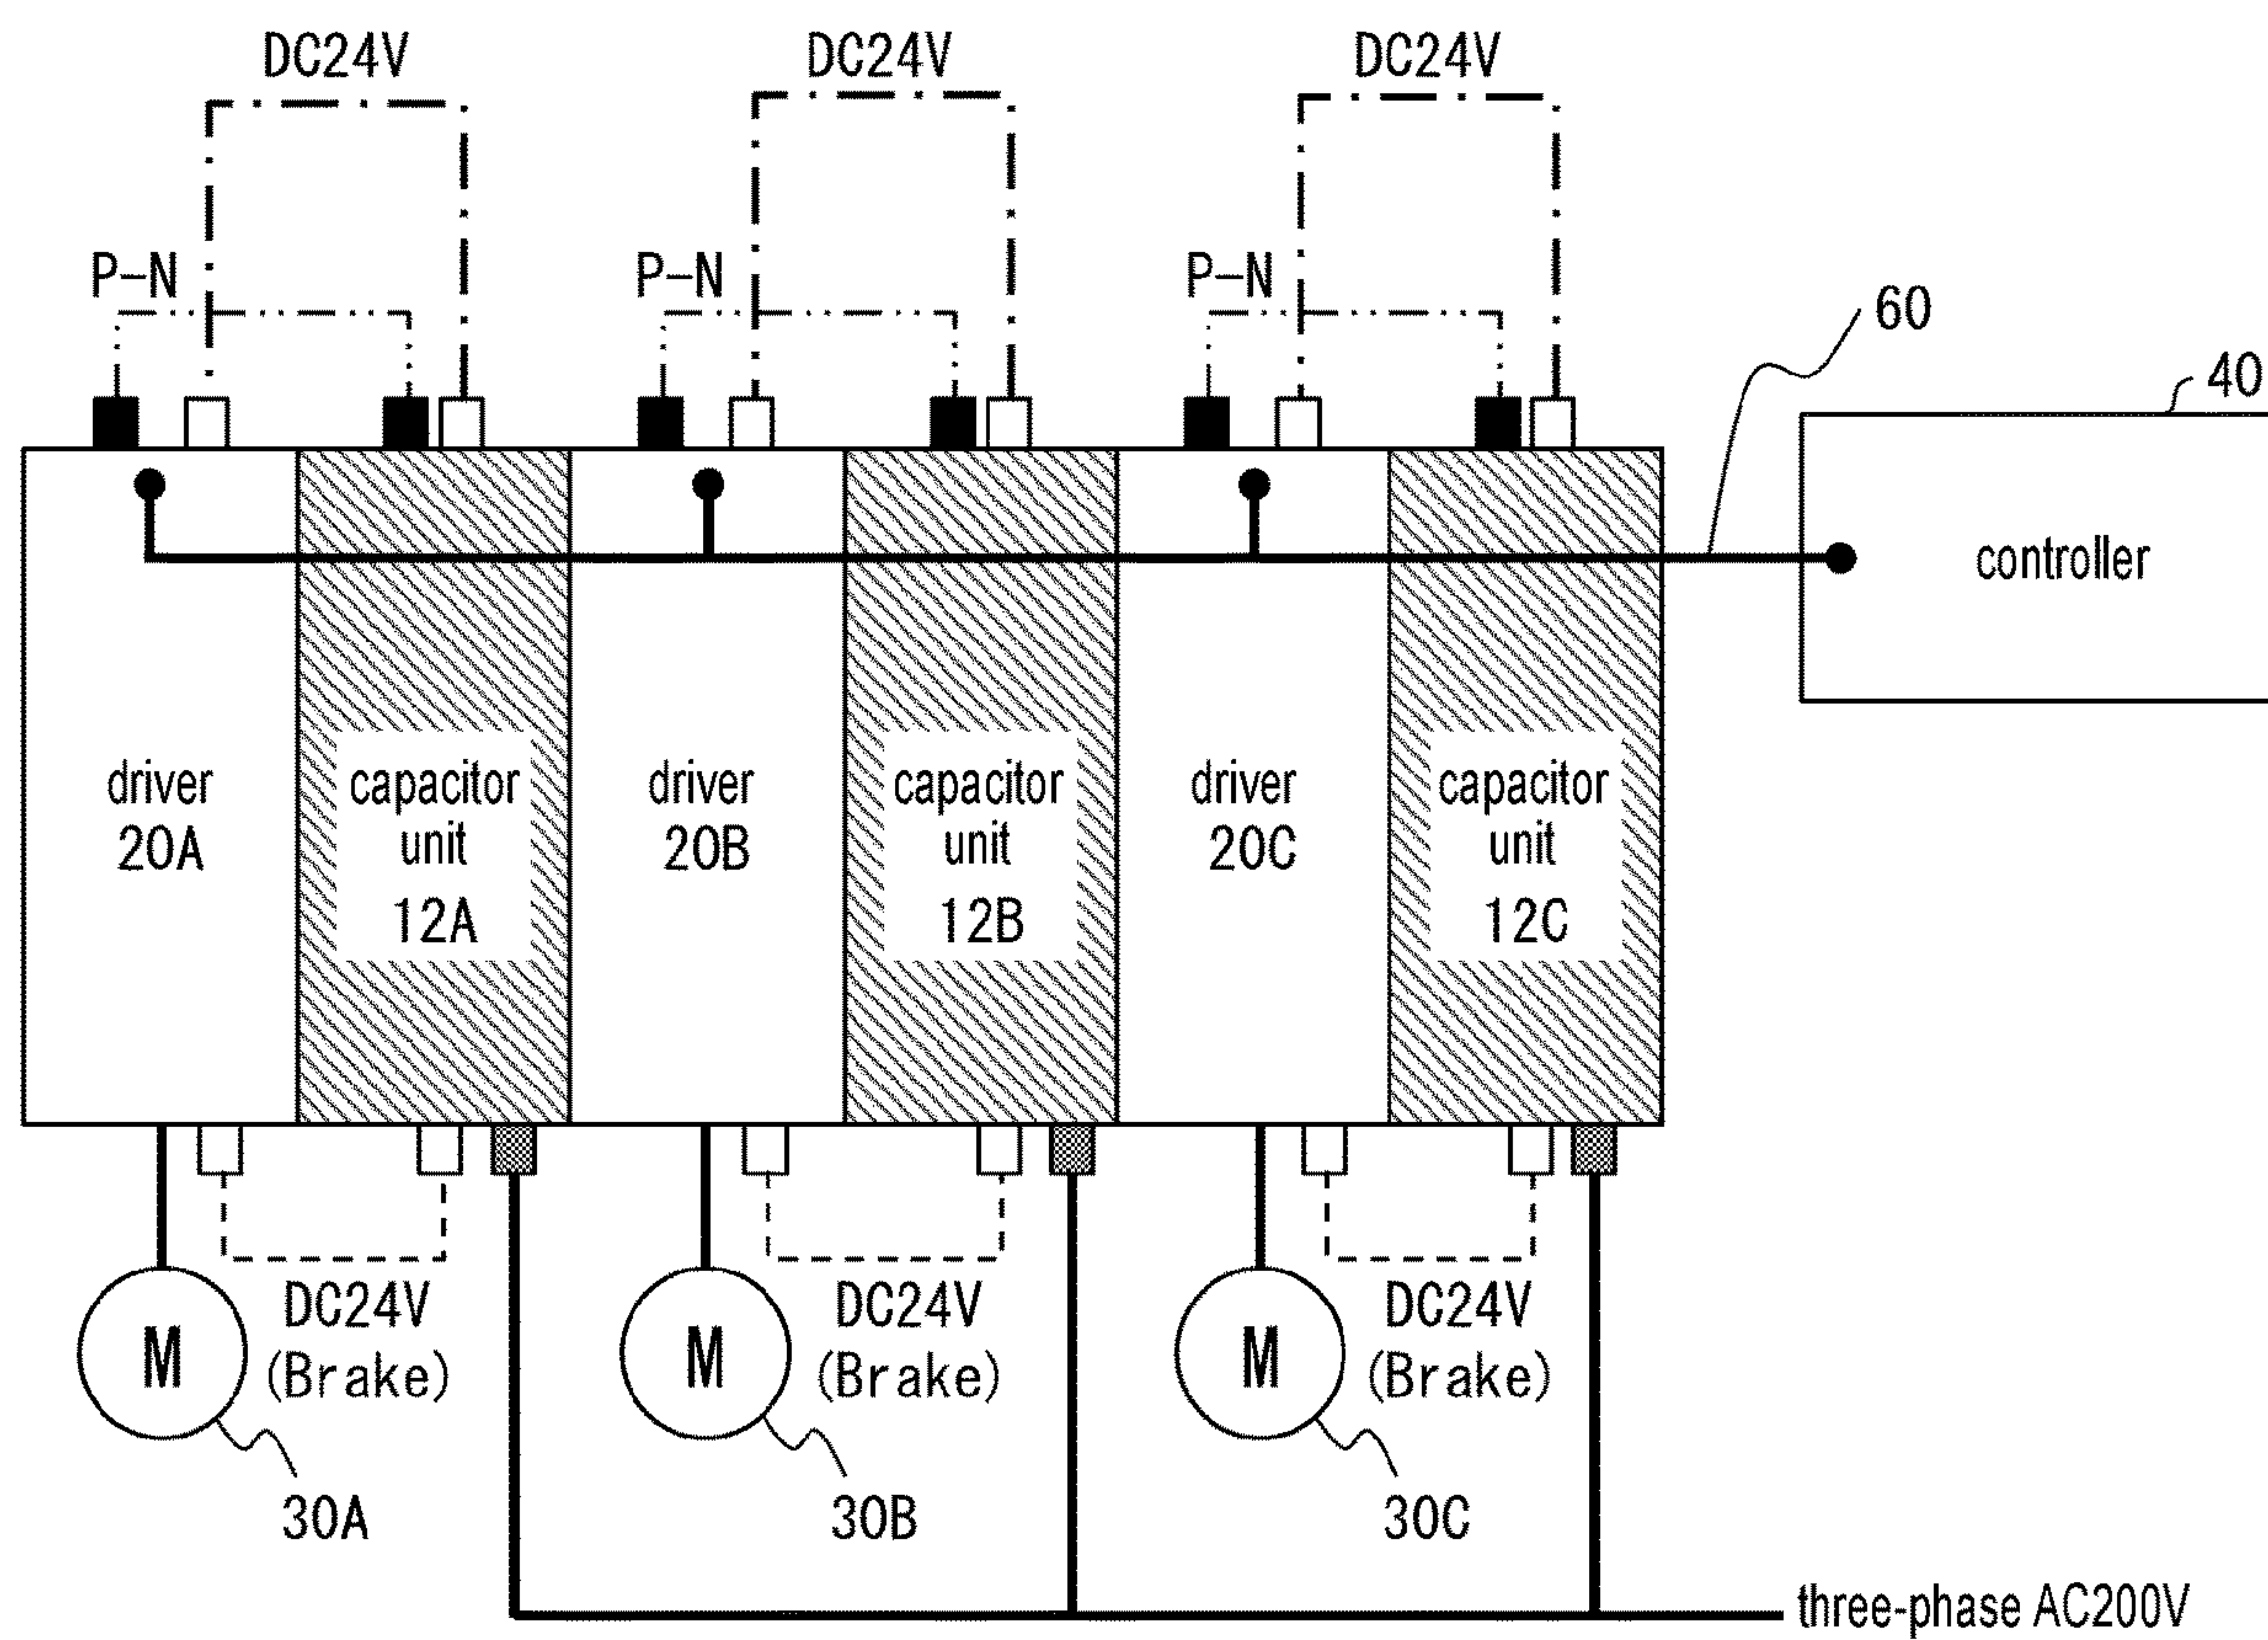 DC24V
DC24V
DC24V
P-N
P-N
P-N
60
40
controller
driver
20A
capacitor
unit
12A
driver
20B
capacitor
unit
12B
driver
20C
capacitor
unit
12C
M
DC24V
(Brake)
30A
M
DC24V
(Brake)
30B
M
DC24V
(Brake)
30C
three-phase AC200V